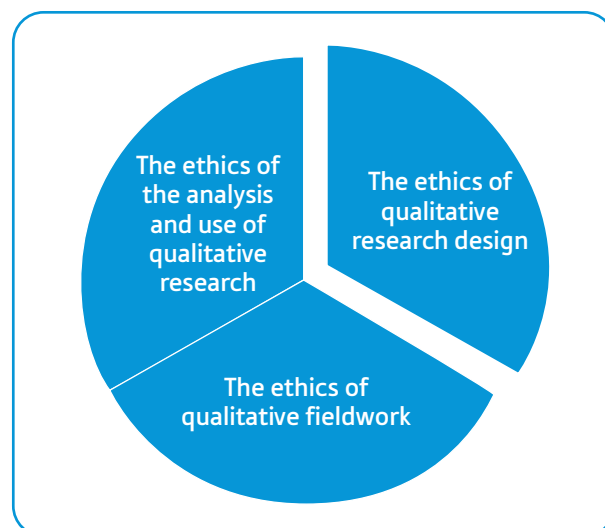 The ethics of
the analysis
and use of
qualitative
research
The ethics of
qualitative
research design
The ethics of
qualitative fieldwork